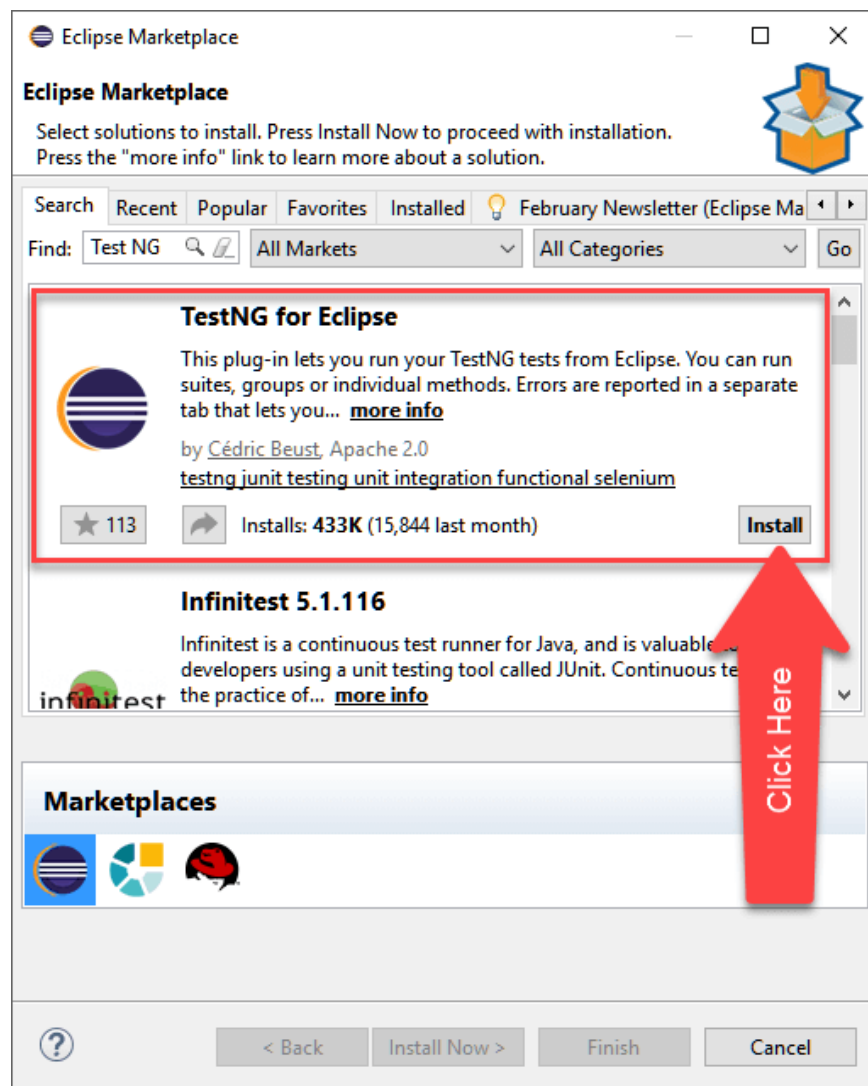 Eclipse Marketplace
Eclipse Marketplace
Select solutions to install. Press Install Now to proceed with installation.
Press the "more info" link to learn more about a solution.
Search Recent Popular Favorites Installed February Newsletter (Eclipse Ma
Find: Test NG All Markets All Categories Go
TestNG for Eclipse
This plug-in lets you run your TestNG tests from Eclipse. You can run
suites, groups or individual methods. Errors are reported in a separate
tab that lets you... more info
by Cédric Beust, Apache 2.0
testng junit testing unit integration functional selenium
113 Installs: 433K (15,844 last month) Install
Infinitest 5.1.116
Infinitest is a continuous test runner for Java, and is valuable
developers using a unit testing tool called JUnit. Continuous te
infinitest the practice of... more info
Click Here
Marketplaces
? < Back Install Now > Finish Cancel